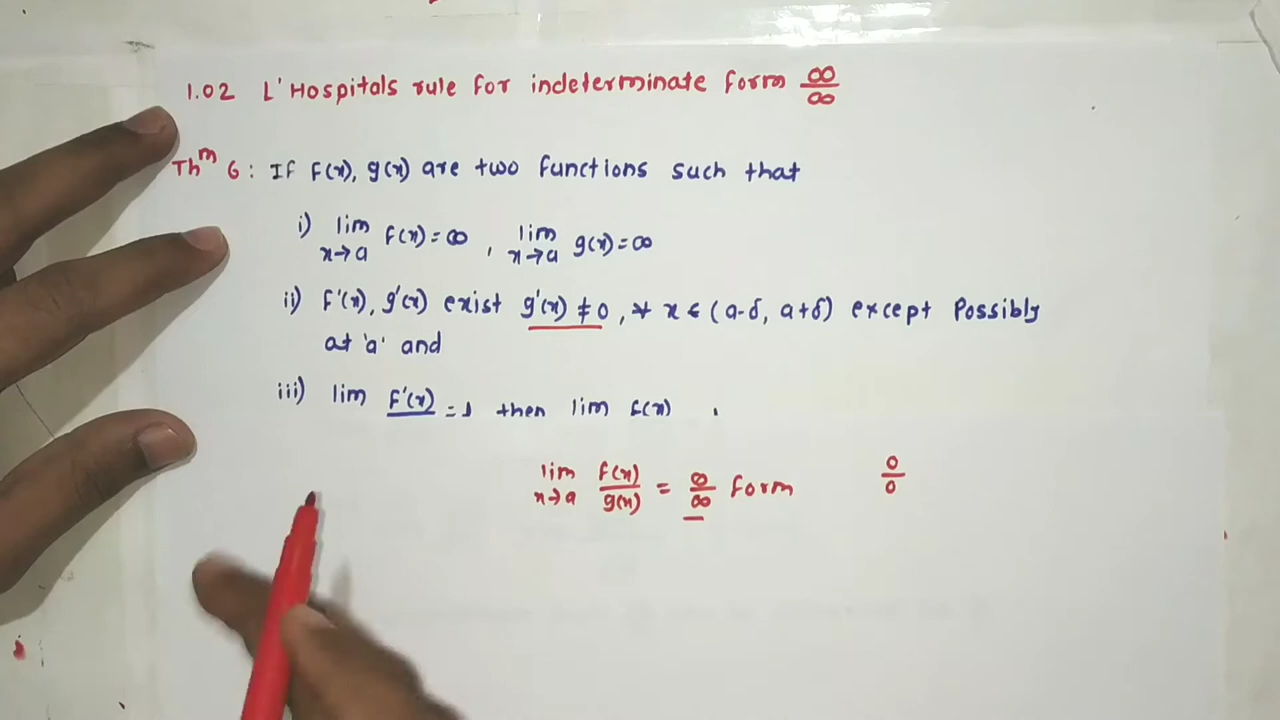 1.02 L'Hospitals rule for indeterminate form ∞/∞
Thm 6: If f(x), g(x) are two functions such that
i) lim x→a f(x)=∞ , lim x→a g(x)=∞
ii) f'(x), g'(x) exist g'(x) ≠ 0, ∀ x ∈ (a-δ, a+δ) except possibly
at 'a' and
iii) lim f'(x) = l then lim f(x) .
lim x→a f(x)/g(x) = ∞/∞ form 0/0